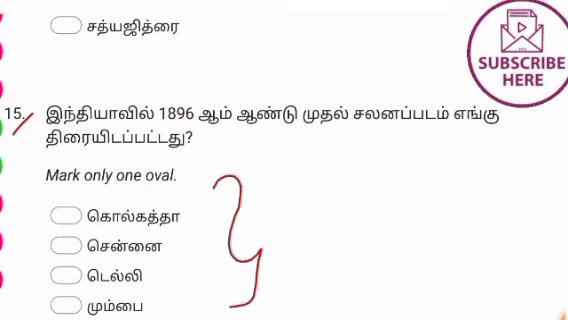 சத்யஜித்ரை
SUBSCRIBE
HERE
15. இந்தியாவில் 1896 ஆம் ஆண்டு முதல் சலனப்படம் எங்கு
திரையிடப்பட்டது?
Mark only one oval.
கொல்கத்தா
சென்னை
டெல்லி
மும்பை